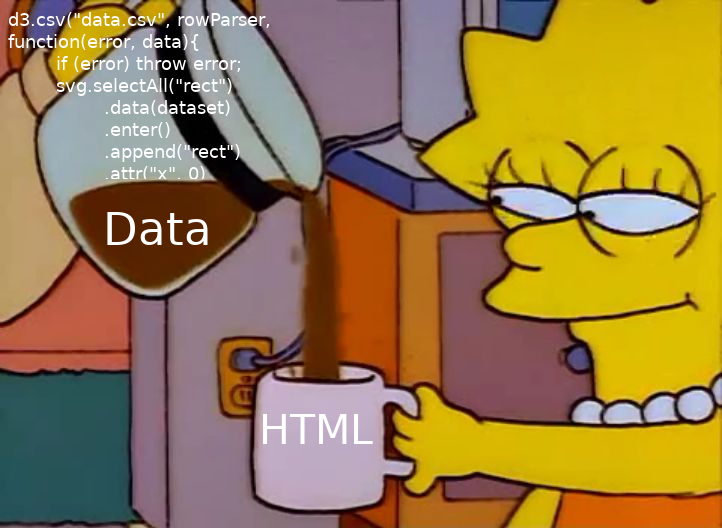 d3.csv("data.csv", rowParser,
function(error, data){
if (error) throw error;
svg.selectAll("rect")
.data(dataset)
.enter()
.append("rect")
.attr("x", 0)
Data
HTML